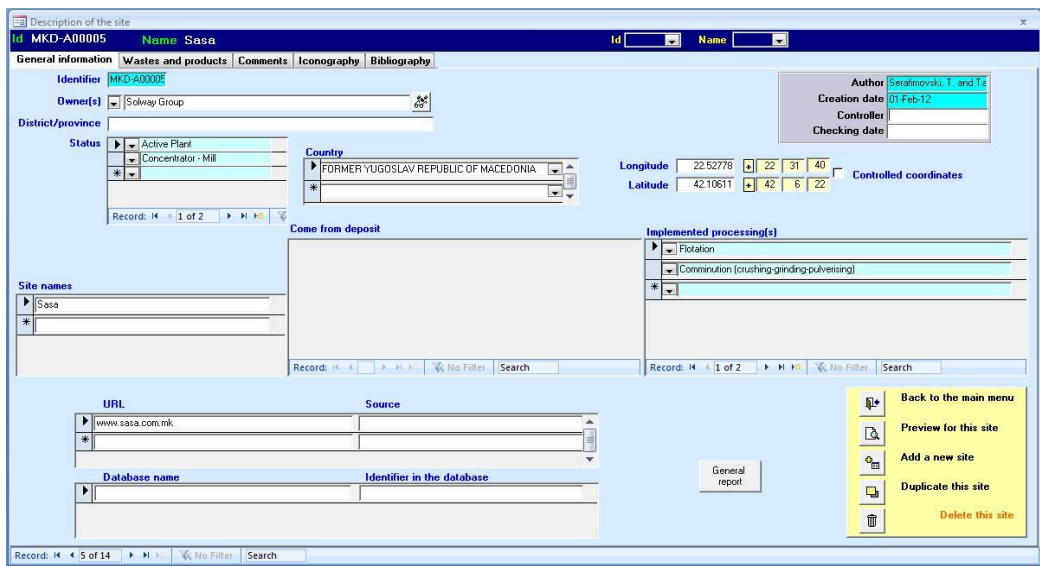 Description of the site
x
Id MKD-A00005 Name Sasa Id Name
General information Wastes and products Comments Iconography Bibliography
Identifier MKD-A00005
Owner(s) Solway Group
District/province
Author Serafimovski, T. and Ta
Creation date 01-Feb-12
Controller
Checking date
Status
Active Plant
Concentrator - Mill
*
Record: 1 of 2
Country
FORMER YUGOSLAV REPUBLIC OF MACEDONIA
*
Longitude 22.52778 + 22 31 40
Latitude 42.10611 + 42 6 22
Controlled coordinates
Come from deposit
Record: No Filter Search
Implemented processing(s)
Flotation
Comminution (crushing-grinding-pulverising)
*
Record: 1 of 2 No Filter Search
Site names
Sasa
*
URL Source
www.sasa.com.mk
*
Database name Identifier in the database
General
report
Back to the main menu
Preview for this site
Add a new site
Duplicate this site
Delete this site
Record: 5 of 14 No Filter Search